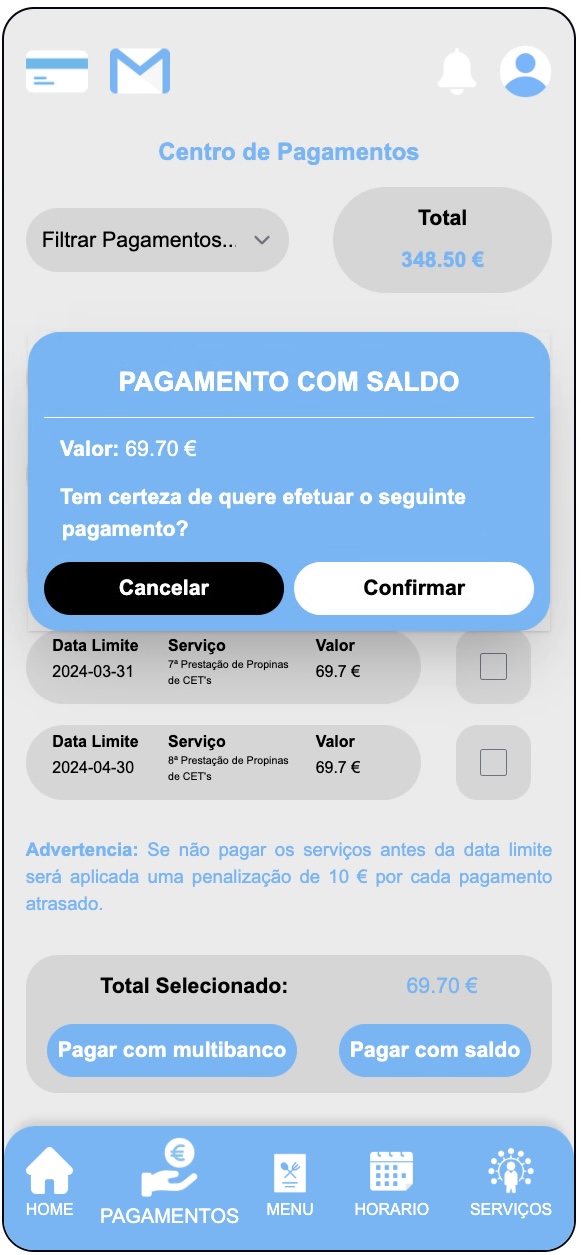 Centro de Pagamentos
Filtrar Pagamentos...
Total
348.50 €
PAGAMENTO COM SALDO
Valor: 69.70 €
Tem certeza de quere efetuar o seguinte
pagamento?
Cancelar Confirmar
Data Limite Serviço Valor
2024-03-31 7ª Prestação de Propinas de CET's 69.7 €
Data Limite Serviço Valor
2024-04-30 8ª Prestação de Propinas de CET's 69.7 €
Advertencia: Se não pagar os serviços antes da data limite
será aplicada uma penalização de 10 € por cada pagamento
atrasado.
Total Selecionado: 69.70 €
Pagar com multibanco Pagar com saldo
HOME PAGAMENTOS MENU HORARIO SERVIÇOS